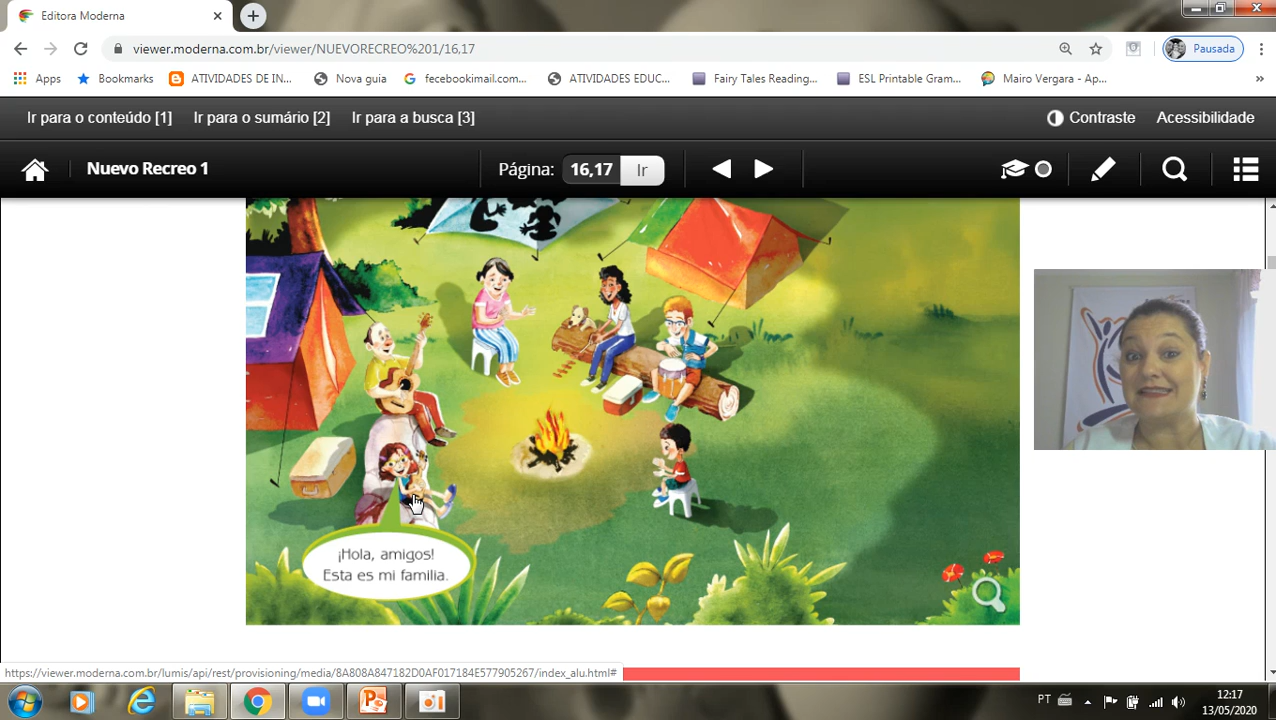 Editora Moderna
viewer.moderna.com.br/viewer/NUEVORECREO%201/16,17
Pausada
Apps Bookmarks ATIVIDADES DE IN... Nova guia fecebookimail.com... ATIVIDADES EDUC... Fairy Tales Reading... ESL Printable Gram... Mairo Vergara - Ap... »
Ir para o conteúdo [1] Ir para o sumário [2] Ir para a busca [3] Contraste Acessibilidade
Nuevo Recreo 1 Página: 16,17 Ir
¡Hola, amigos!
Esta es mi familia.
https://viewer.moderna.com.br/lumis/api/rest/provisioning/media/8A808A847182D0AF017184E577905267/index_alu.html#
PT 12:17
13/05/2020